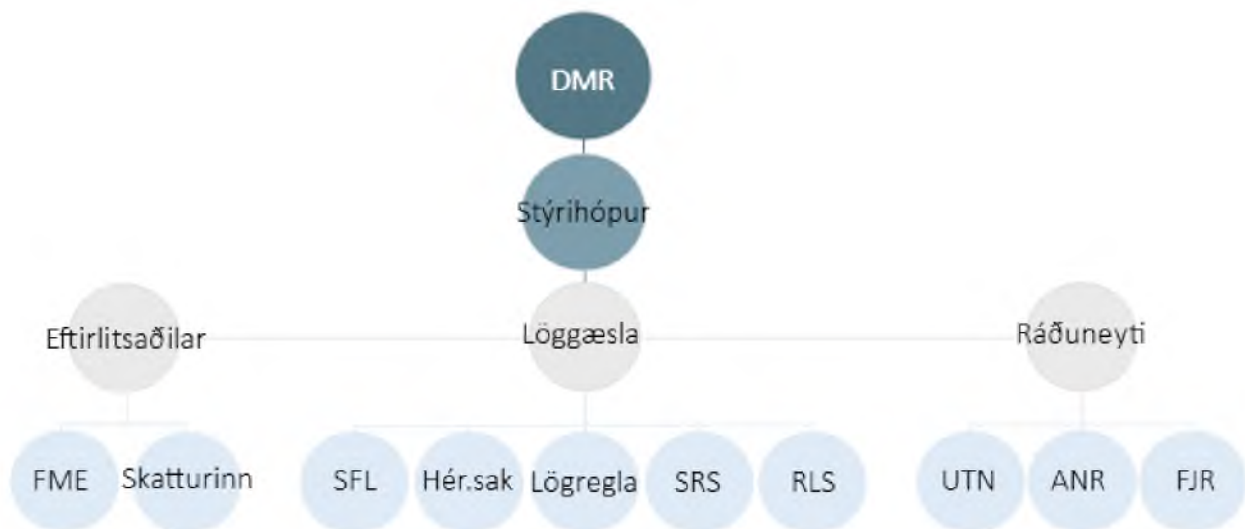 DMR
Stýrihópur
Eftirlitsaðilar
Löggæsla
Ráðuneyti
FME
Skatturinn
SFL
Hér.sak
Lögregla
SRS
RLS
UTN
ANR
FJR